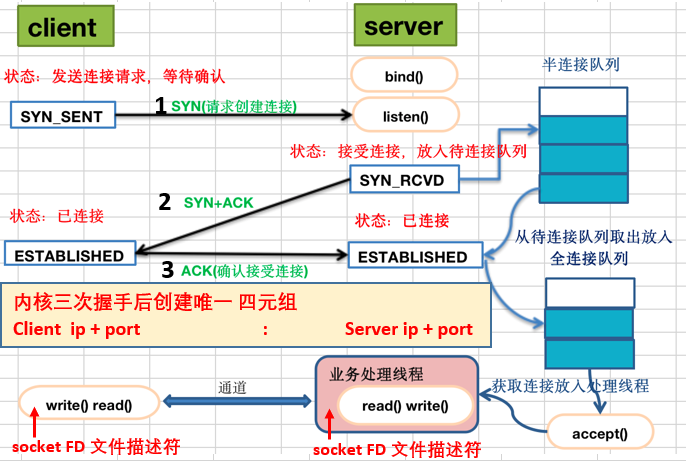 client
server
状态：发送连接请求，等待确认
bind()
半连接队列
SYN_SENT
1 SYN(请求创建连接)
listen()
状态：接受连接，放入待连接队列
SYN_RCVD
2 SYN+ACK
状态：已连接
状态：已连接
ESTABLISHED
ESTABLISHED
3 ACK(确认接受连接)
从待连接队列取出放入
全连接队列
内核三次握手后创建唯一 四元组
Client ip + port : Server ip + port
业务处理线程
通道
获取连接放入处理线程
write() read()
read() write()
accept()
socket FD 文件描述符
socket FD 文件描述符